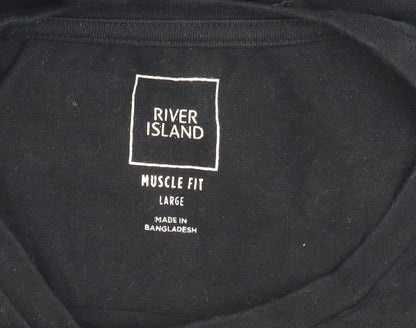 RIVER
ISLAND
MUSCLE FIT
LARGE
MADE IN
BANGLADESH